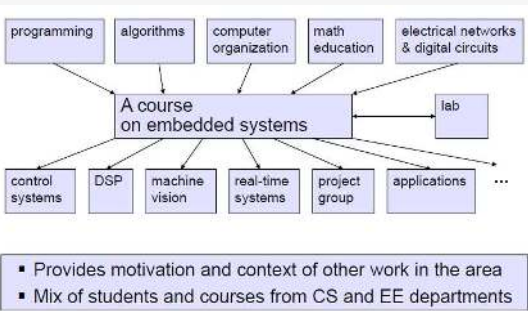 programming
algorithms
computer
organization
math
education
electrical networks
& digital circuits
A course
on embedded systems
lab
control
systems
DSP
machine
vision
real-time
systems
project
group
applications
...
▪ Provides motivation and context of other work in the area
▪ Mix of students and courses from CS and EE departments